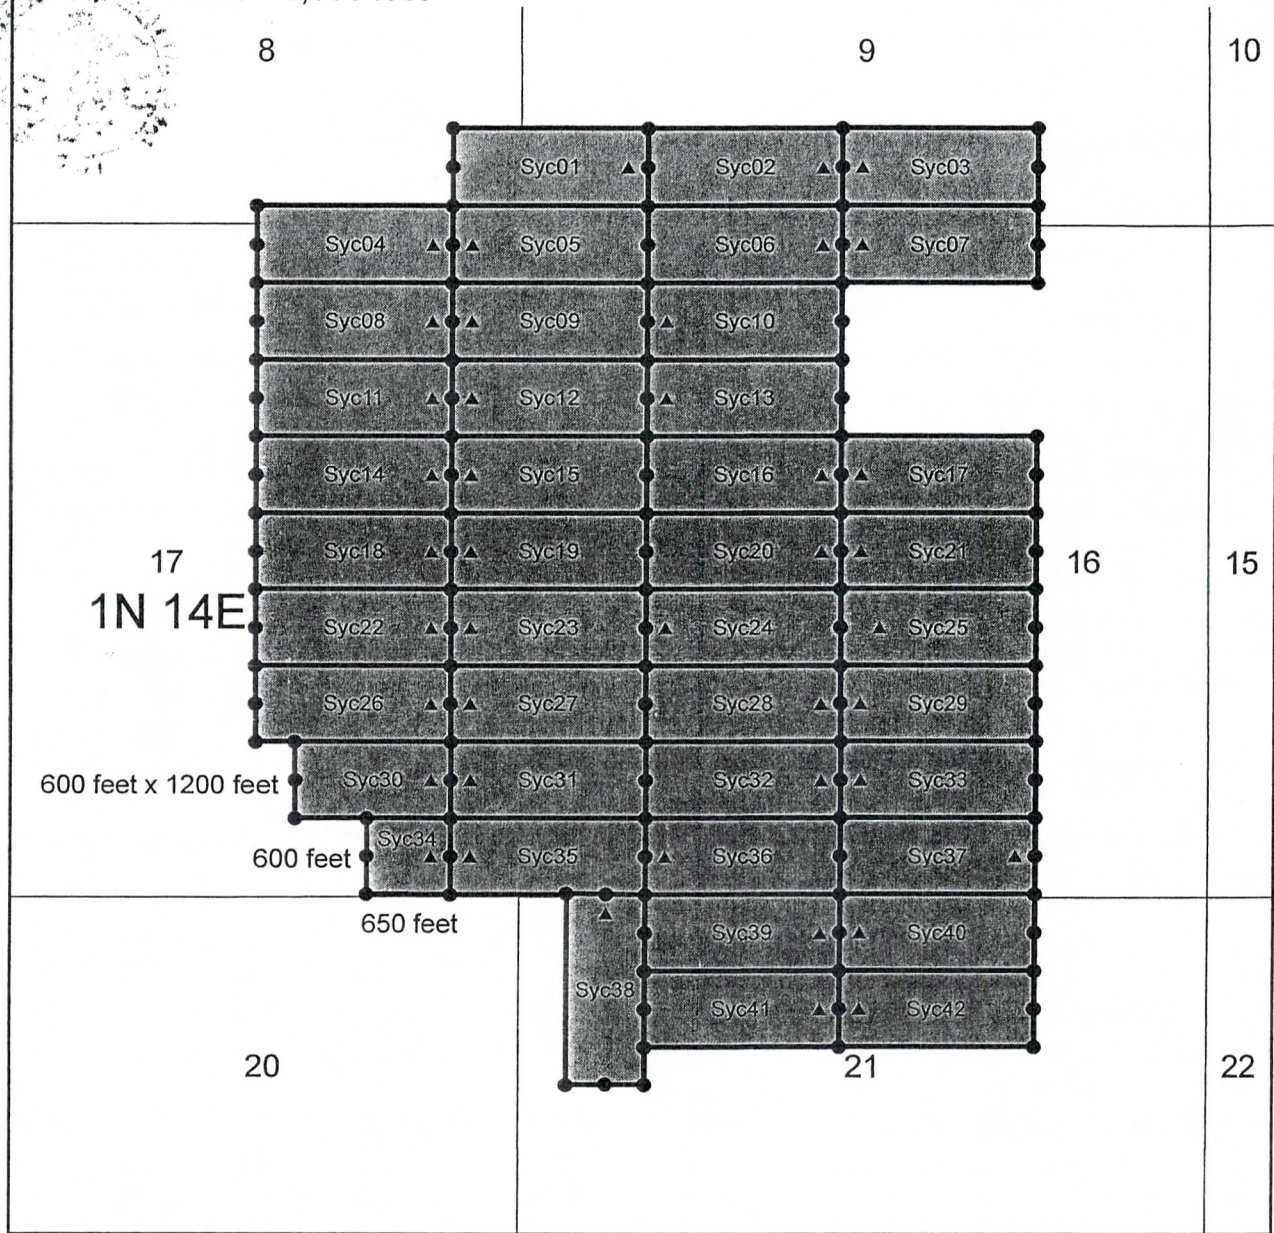 8 9 10
Syc01 Syc02 Syc03
Syc04 Syc05 Syc06 Syc07
Syc08 Syc09 Syc10
Syc11 Syc12 Syc13
Syc14 Syc15 Syc16 Syc17
Syc18 Syc19 Syc20 Syc21
17 16 15
1N 14E
Syc22 Syc23 Syc24 Syc25
Syc26 Syc27 Syc28 Syc29
600 feet x 1200 feet Syc30 Syc31 Syc32 Syc33
Syc34
600 feet Syc35 Syc36 Syc37
650 feet
Syc39 Syc40
Syc38
Syc41 Syc42
20 21 22